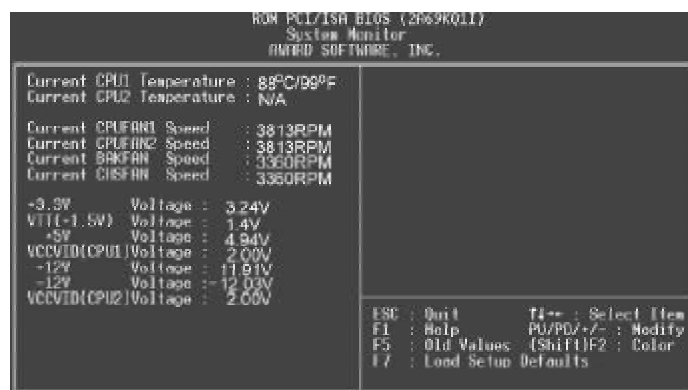 ROM PCI/ISA BIOS (2A69KQ1I)
System Monitor
AWARD SOFTWARE, INC.
Current CPU1 Temperature : 88°C/99°F
Current CPU2 Temperature : N/A
Current CPUFAN1 Speed : 3813RPM
Current CPUFAN2 Speed : 3813RPM
Current BAKFAN Speed : 3360RPM
Current CHSFAN Speed : 3360RPM
+3.3V Voltage : 3.24V
VTT(+1.5V) Voltage : 1.4V
+5V Voltage : 4.94V
VCCVID(CPU1)Voltage : 2.00V
+12V Voltage : 11.91V
-12V Voltage :-12.03V
VCCVID(CPU2)Voltage : 2.00V
ESC : Quit ↑↓→← : Select Item
F1 : Help PU/PD/+/- : Modify
F5 : Old Values (Shift)F2 : Color
F7 : Load Setup Defaults